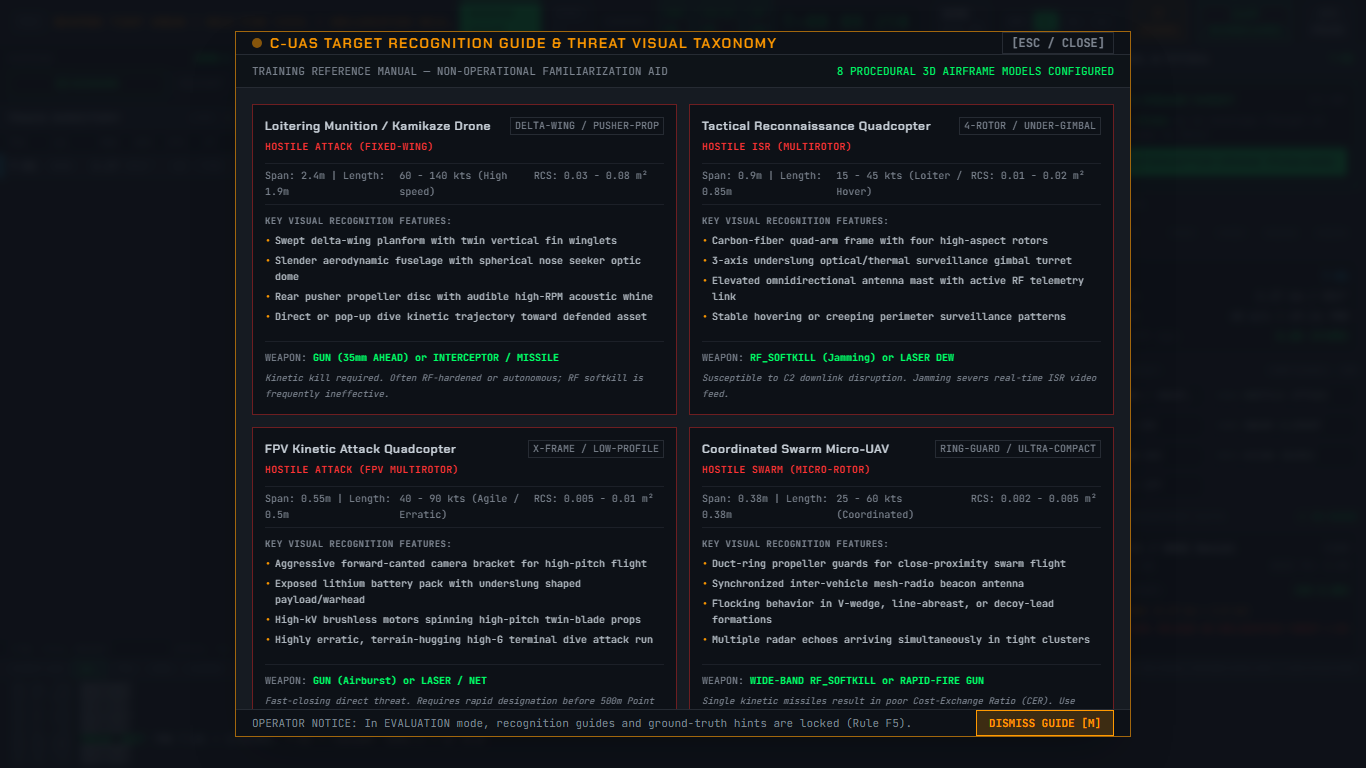 C-UAS TARGET RECOGNITION GUIDE & THREAT VISUAL TAXONOMY
[ESC / CLOSE]
TRAINING REFERENCE MANUAL — NON-OPERATIONAL FAMILIARIZATION AID
8 PROCEDURAL 3D AIRFRAME MODELS CONFIGURED
Loitering Munition / Kamikaze Drone
DELTA-WING / PUSHER-PROP
HOSTILE ATTACK (FIXED-WING)
Span: 2.4m | Length:
1.9m
60 - 140 kts (High
speed)
RCS: 0.03 - 0.08 m²
KEY VISUAL RECOGNITION FEATURES:
• Swept delta-wing planform with twin vertical fin winglets
• Slender aerodynamic fuselage with spherical nose seeker optic
dome
• Rear pusher propeller disc with audible high-RPM acoustic whine
• Direct or pop-up dive kinetic trajectory toward defended asset
WEAPON: GUN (35mm AHEAD) or INTERCEPTOR / MISSILE
Kinetic kill required. Often RF-hardened or autonomous; RF softkill is
frequently ineffective.
Tactical Reconnaissance Quadcopter
4-ROTOR / UNDER-GIMBAL
HOSTILE ISR (MULTIROTOR)
Span: 0.9m | Length:
0.85m
15 - 45 kts (Loiter /
Hover)
RCS: 0.01 - 0.02 m²
KEY VISUAL RECOGNITION FEATURES:
• Carbon-fiber quad-arm frame with four high-aspect rotors
• 3-axis underslung optical/thermal surveillance gimbal turret
• Elevated omnidirectional antenna mast with active RF telemetry
link
• Stable hovering or creeping perimeter surveillance patterns
WEAPON: RF_SOFTKILL (Jamming) or LASER DEW
Susceptible to C2 downlink disruption. Jamming severs real-time ISR video
feed.
FPV Kinetic Attack Quadcopter
X-FRAME / LOW-PROFILE
HOSTILE ATTACK (FPV MULTIROTOR)
Span: 0.55m | Length:
0.5m
40 - 90 kts (Agile /
Erratic)
RCS: 0.005 - 0.01 m²
KEY VISUAL RECOGNITION FEATURES:
• Aggressive forward-canted camera bracket for high-pitch flight
• Exposed lithium battery pack with underslung shaped
payload/warhead
• High-kV brushless motors spinning high-pitch twin-blade props
• Highly erratic, terrain-hugging high-G terminal dive attack run
WEAPON: GUN (Airburst) or LASER / NET
Fast-closing direct threat. Requires rapid designation before 500m Point
Coordinated Swarm Micro-UAV
RING-GUARD / ULTRA-COMPACT
HOSTILE SWARM (MICRO-ROTOR)
Span: 0.38m | Length:
0.38m
25 - 60 kts
(Coordinated)
RCS: 0.002 - 0.005 m²
KEY VISUAL RECOGNITION FEATURES:
• Duct-ring propeller guards for close-proximity swarm flight
• Synchronized inter-vehicle mesh-radio beacon antenna
• Flocking behavior in V-wedge, line-abreast, or decoy-lead
formations
• Multiple radar echoes arriving simultaneously in tight clusters
WEAPON: WIDE-BAND RF_SOFTKILL or RAPID-FIRE GUN
Single kinetic missiles result in poor Cost-Exchange Ratio (CER). Use
OPERATOR NOTICE: In EVALUATION mode, recognition guides and ground-truth hints are locked (Rule F5).
DISMISS GUIDE [M]